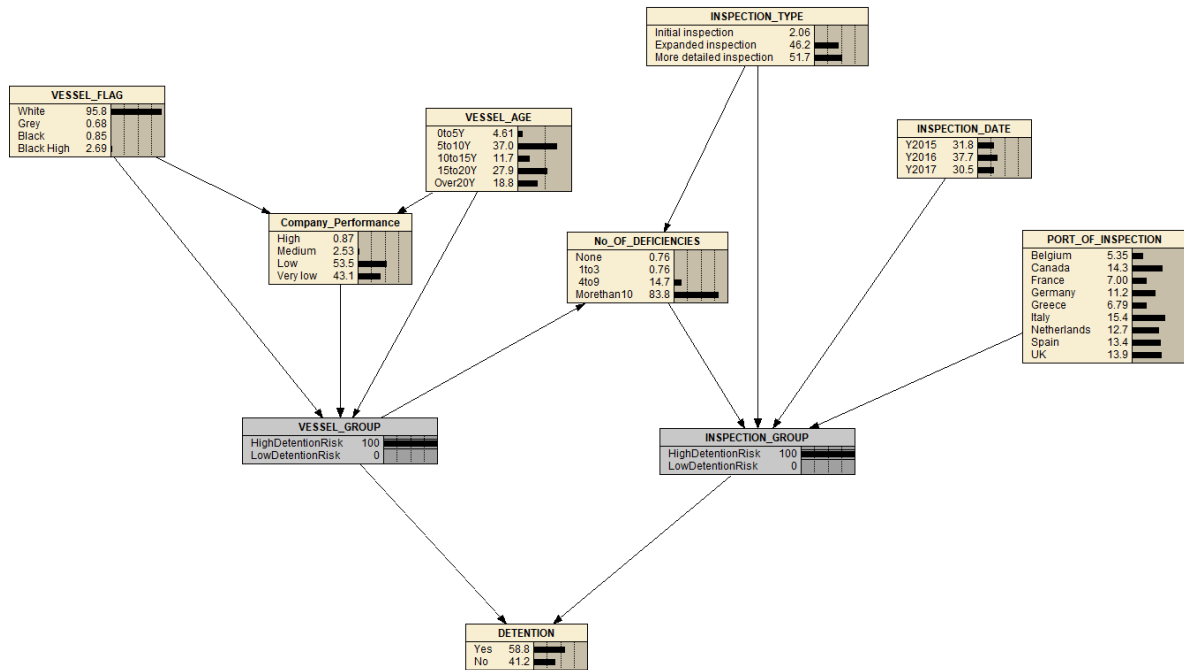 INSPECTION_TYPE
Initial inspection 2.06
Expanded inspection 46.2
More detailed inspection 51.7
VESSEL_FLAG
White 95.8
Grey 0.68
Black 0.85
Black High 2.69
VESSEL_AGE
0to5Y 4.61
5to10Y 37.0
10to15Y 11.7
15to20Y 27.9
Over20Y 18.8
INSPECTION_DATE
Y2015 31.8
Y2016 37.7
Y2017 30.5
Company_Performance
High 0.87
Medium 2.53
Low 53.5
Very low 43.1
No_OF_DEFICIENCIES
None 0.76
1to3 0.76
4to9 14.7
Morethan10 83.8
PORT_OF_INSPECTION
Belgium 5.35
Canada 14.3
France 7.00
Germany 11.2
Greece 6.79
Italy 15.4
Netherlands 12.7
Spain 13.4
UK 13.9
VESSEL_GROUP
HighDetentionRisk 100
LowDetentionRisk 0
INSPECTION_GROUP
HighDetentionRisk 100
LowDetentionRisk 0
DETENTION
Yes 58.8
No 41.2